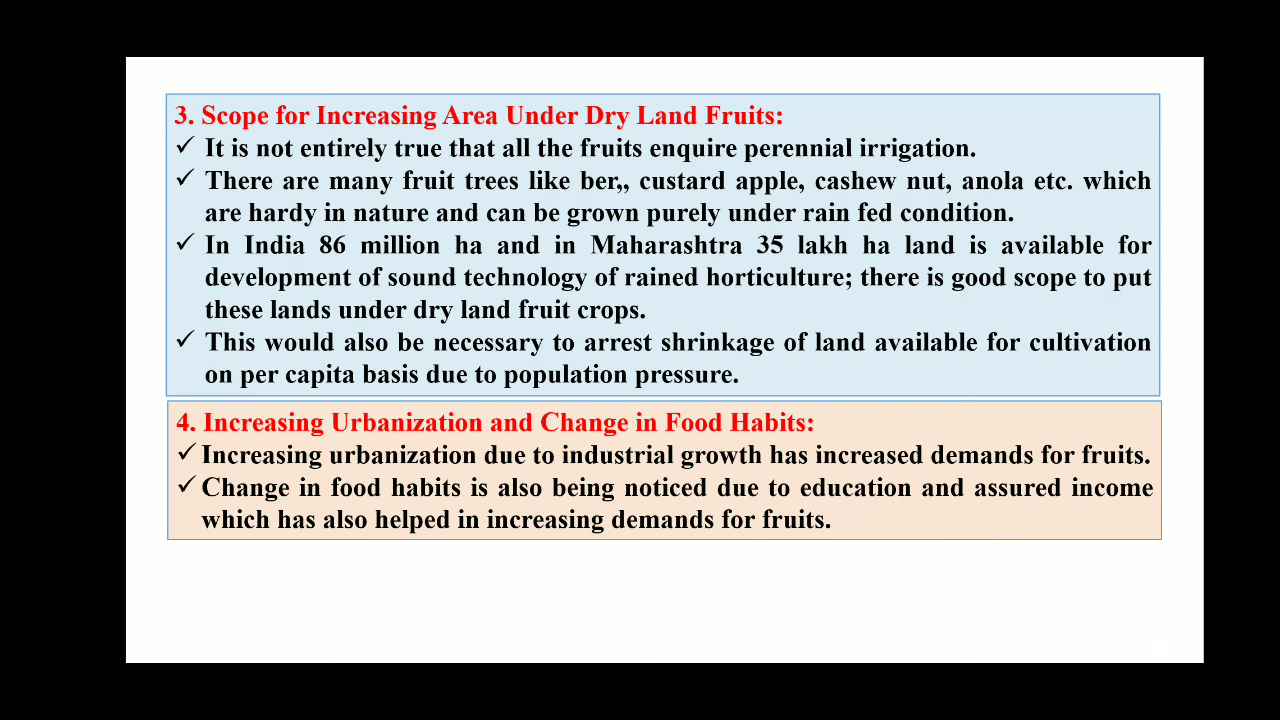 3. Scope for Increasing Area Under Dry Land Fruits:
✓ It is not entirely true that all the fruits enquire perennial irrigation.
✓ There are many fruit trees like ber,, custard apple, cashew nut, anola etc. which
are hardy in nature and can be grown purely under rain fed condition.
✓ In India 86 million ha and in Maharashtra 35 lakh ha land is available for
development of sound technology of rained horticulture; there is good scope to put
these lands under dry land fruit crops.
✓ This would also be necessary to arrest shrinkage of land available for cultivation
on per capita basis due to population pressure.
4. Increasing Urbanization and Change in Food Habits:
✓ Increasing urbanization due to industrial growth has increased demands for fruits.
✓ Change in food habits is also being noticed due to education and assured income
which has also helped in increasing demands for fruits.